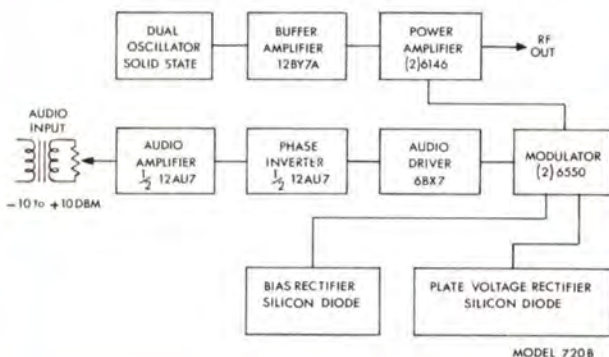 DUAL
OSCILLATOR
SOLID STATE
BUFFER
AMPLIFIER
12BY7A
POWER
AMPLIFIER
(2)6146
RF
OUT
AUDIO
INPUT
-10 to +10DBM
AUDIO
AMPLIFIER
1/2 12AU7
PHASE
INVERTER
1/2 12AU7
AUDIO
DRIVER
6BX7
MODULATOR
(2) 6550
BIAS RECTIFIER
SILICON DIODE
PLATE VOLTAGE RECTIFIER
SILICON DIODE
MODEL 720B